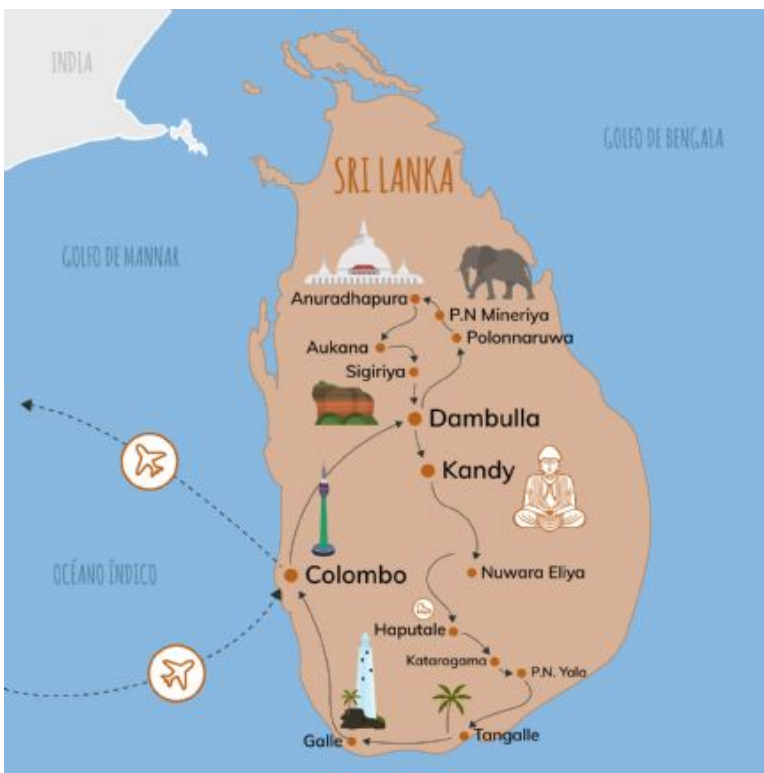 INDIA
GOLFO DE BENGALA
SRI LANKA
GOLFO DE MANNAR
Anuradhapura
P.N Mineriya
Polonnaruwa
Aukana
Sigiriya
Dambulla
Kandy
OCÉANO ÍNDICO
Colombo
Nuwara Eliya
Haputale
Kataragama
P.N. Yala
Tangalle
Galle